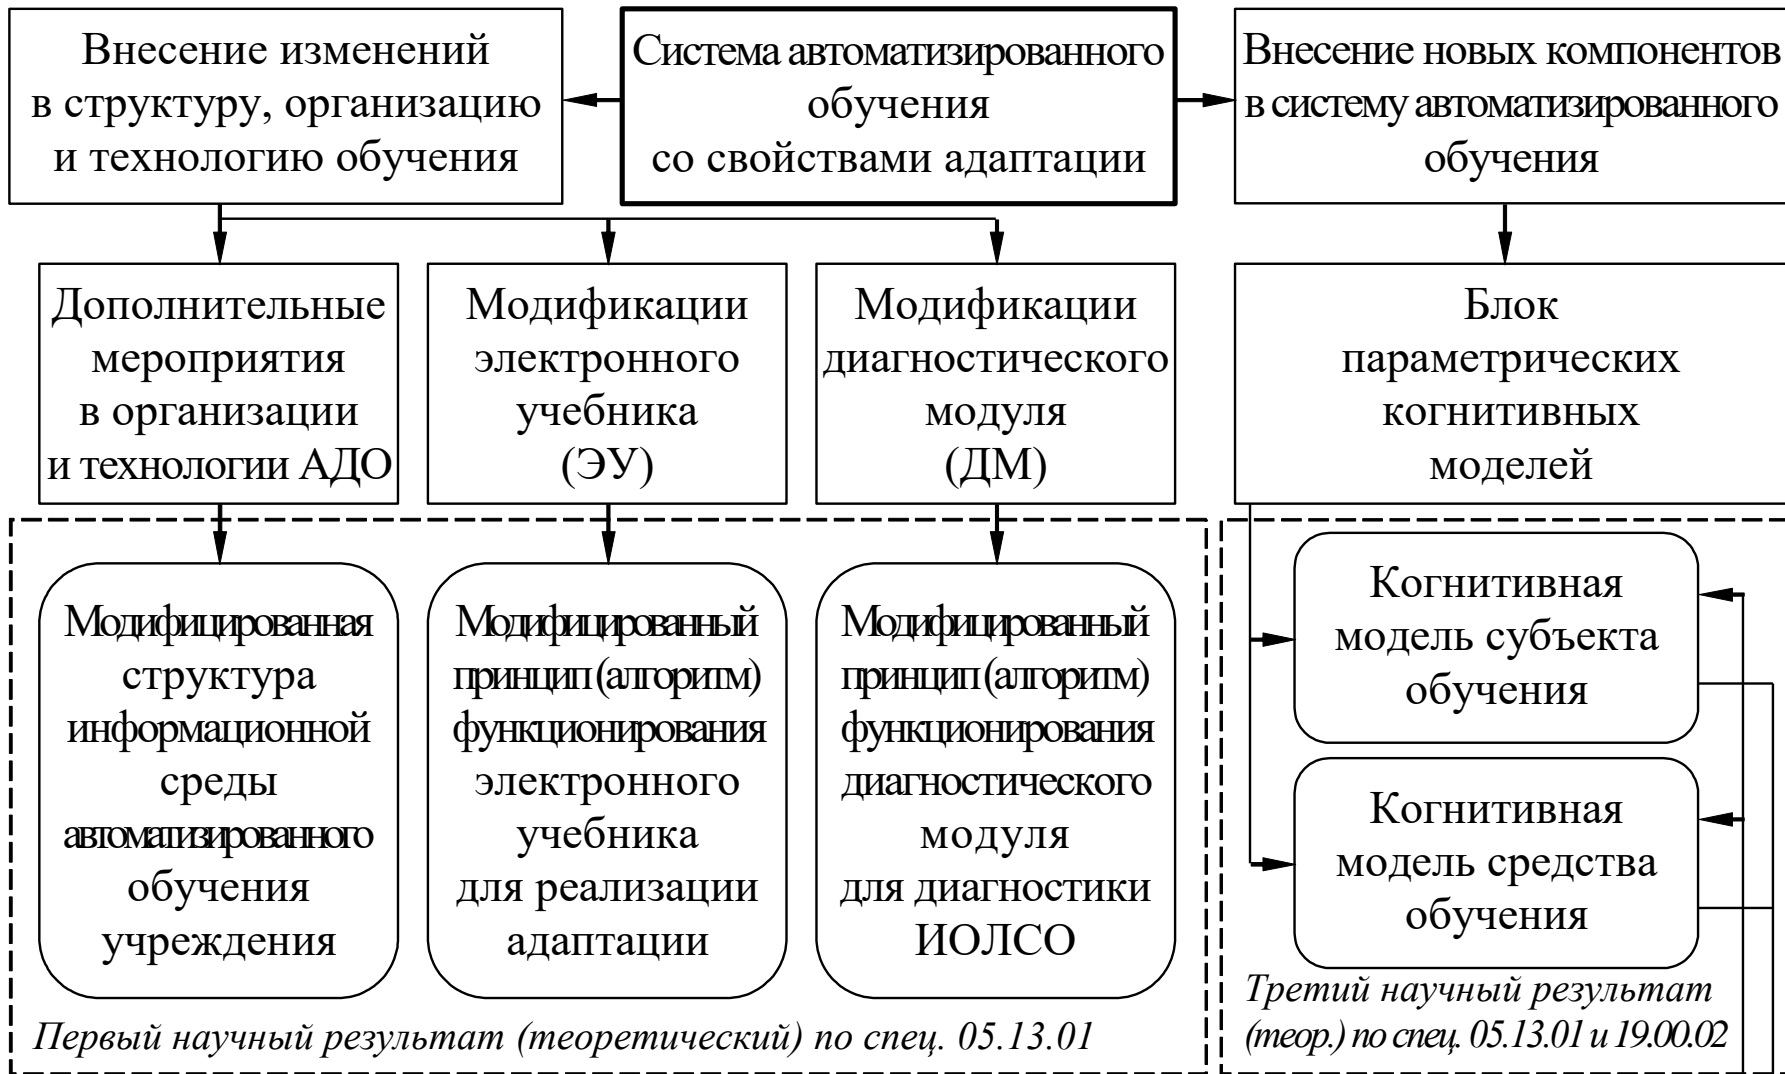 Внесение изменений
в структуру, организацию
и технологию обучения
Система автоматизированного
обучения
со свойствами адаптации
Внесение новых компонентов
в систему автоматизированного
обучения
Дополнительные
мероприятия
в организации
и технологии АДО
Модификации
электронного
учебника
(ЭУ)
Модификации
диагностического
модуля
(ДМ)
Блок
параметрических
когнитивных
моделей
Модифицированная
структура
информационной
среды
автоматизированного
обучения
учреждения
Модифицированный
принцип (алгоритм)
функционирования
электронного
учебника
для реализации
адаптации
Модифицированный
принцип (алгоритм)
функционирования
диагностического
модуля
для диагностики
ИОЛСО
Когнитивная
модель субъекта
обучения
Когнитивная
модель средства
обучения
Первый научный результат (теоретический) по спец. 05.13.01
Третий научный результат
(теор.) по спец. 05.13.01 и 19.00.02